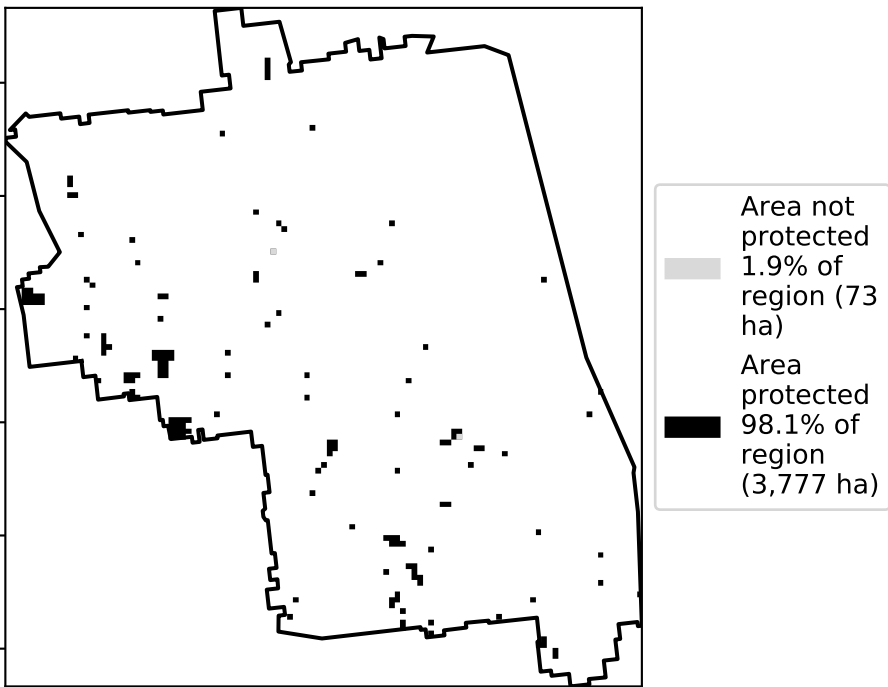 Area not
protected
1.9% of
region (73
ha)
Area
protected
98.1% of
region
(3,777 ha)